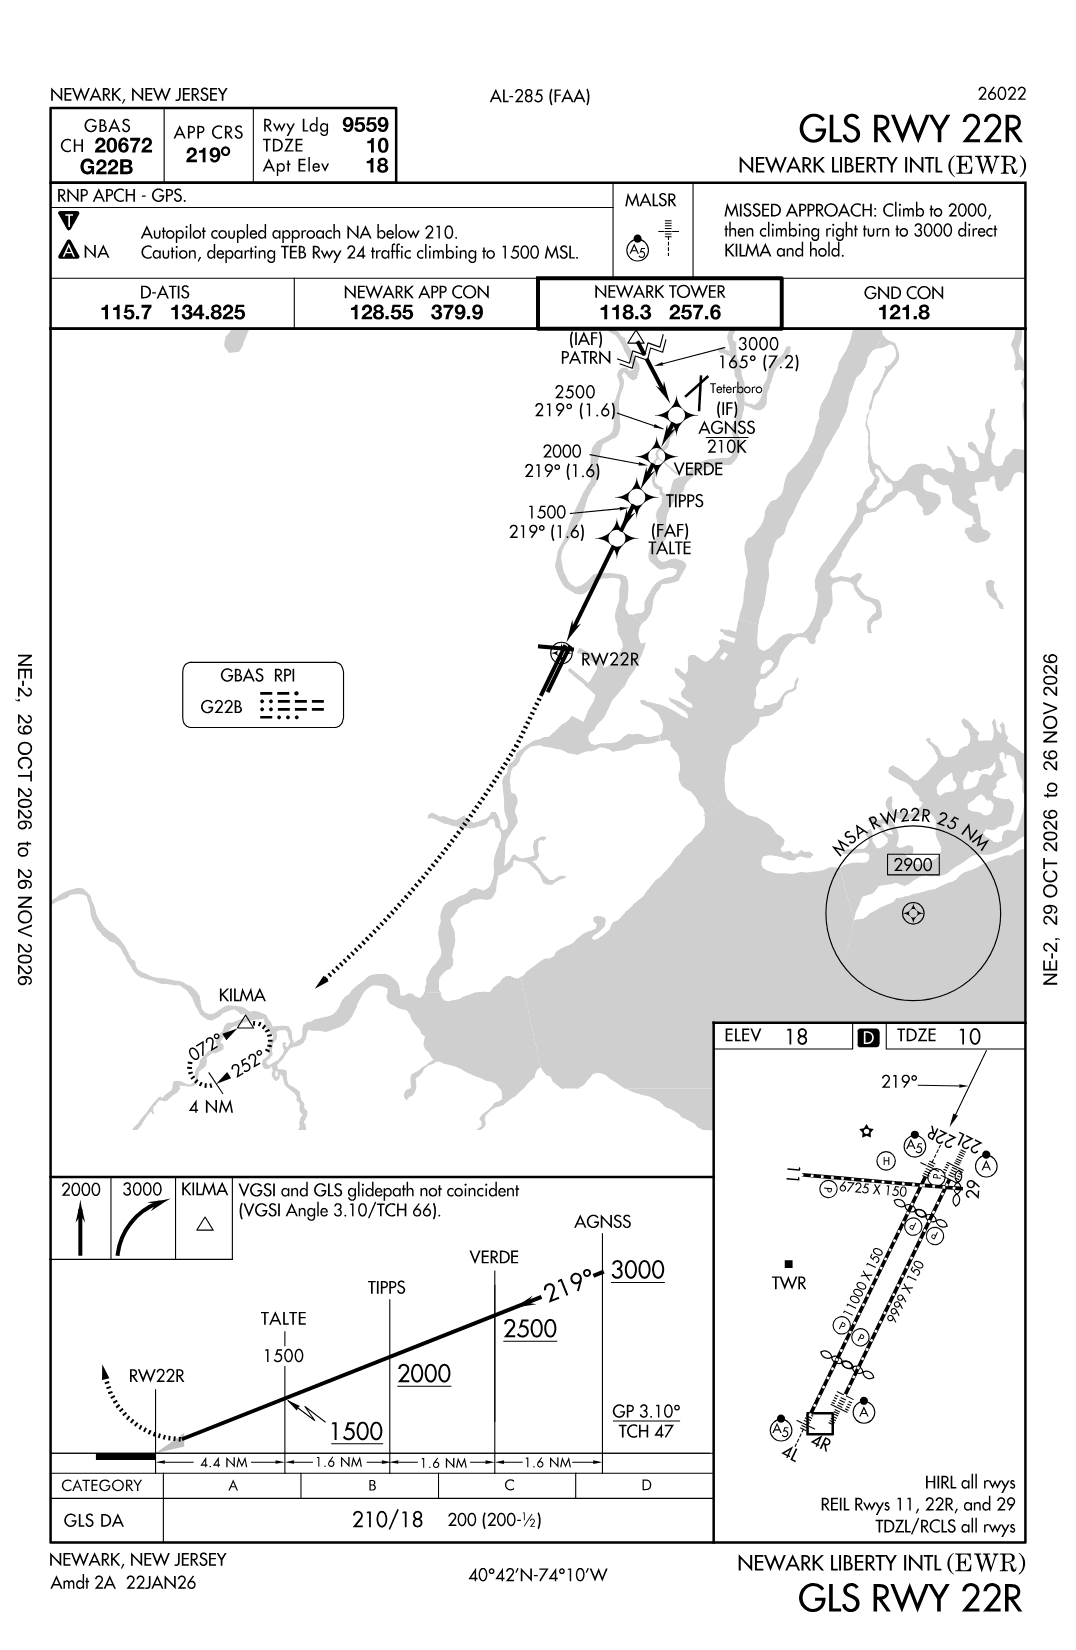 NEWARK, NEW JERSEY
AL-285 (FAA)
26022
GBAS
CH 20672
G22B
APP CRS
219°
Rwy Ldg 9559
TDZE 10
Apt Elev 18
GLS RWY 22R
NEWARK LIBERTY INTL (EWR)
RNP APCH - GPS.
T
A NA
Autopilot coupled approach NA below 210.
Caution, departing TEB Rwy 24 traffic climbing to 1500 MSL.
MALSR
A5
MISSED APPROACH: Climb to 2000,
then climbing right turn to 3000 direct
KILMA and hold.
D-ATIS
115.7 134.825
NEWARK APP CON
128.55 379.9
NEWARK TOWER
118.3 257.6
GND CON
121.8
(IAF)
PATRN
3000
165° (7.2)
Teterboro
2500
219° (1.6)
(IF)
AGNSS
210K
2000
219° (1.6)
VERDE
TIPPS
1500
219° (1.6)
(FAF)
TALTE
RW22R
GBAS RPI
G22B
MSA RW22R 25 NM
2900
KILMA
072°
252°
4 NM
NE-2, 29 OCT 2026 to 26 NOV 2026
NE-2, 29 OCT 2026 to 26 NOV 2026
ELEV 18
D
TDZE 10
219°
22R
22L
A5
A
H
11
P
6725 X 150
P
29
P
P
TWR
11000 X 150
9999 X 150
P
P
A
A5
4L
4R
HIRL all rwys
REIL Rwys 11, 22R, and 29
TDZL/RCLS all rwys
2000
3000
KILMA
VGSI and GLS glidepath not coincident
(VGSI Angle 3.10/TCH 66).
AGNSS
VERDE
TIPPS
TALTE
1500
RW22R
219°
3000
2500
2000
1500
GP 3.10°
TCH 47
4.4 NM
1.6 NM
1.6 NM
1.6 NM
CATEGORY
A
B
C
D
GLS DA
210/18 200 (200-½)
NEWARK, NEW JERSEY
Amdt 2A 22JAN26
40°42'N-74°10'W
NEWARK LIBERTY INTL (EWR)
GLS RWY 22R